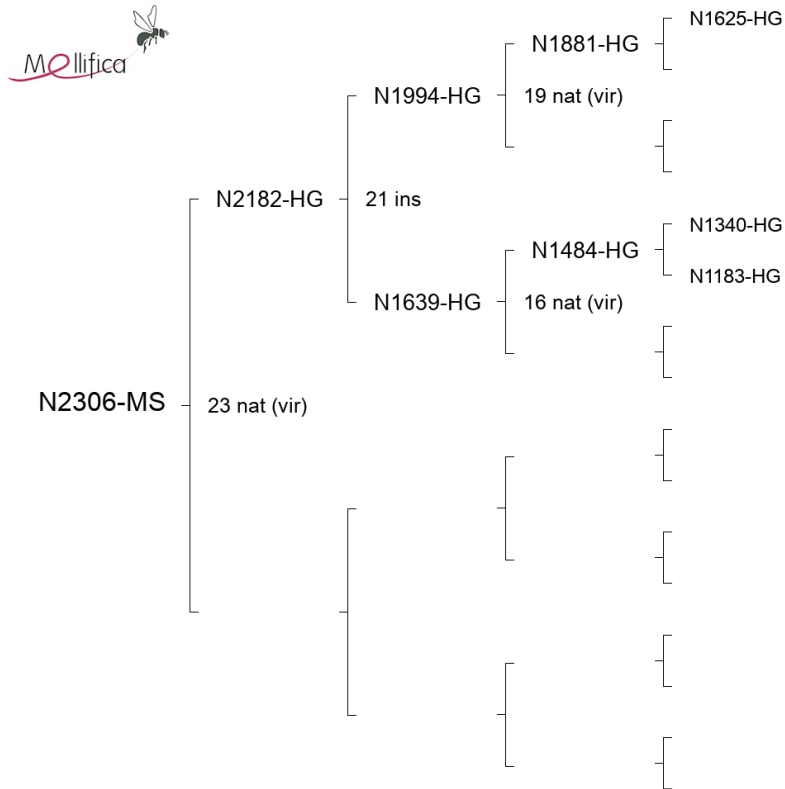 Mellifica
N1625-HG
N1881-HG
N1994-HG
19 nat (vir)
N2182-HG
21 ins
N1340-HG
N1484-HG
N1183-HG
N1639-HG
16 nat (vir)
N2306-MS
23 nat (vir)